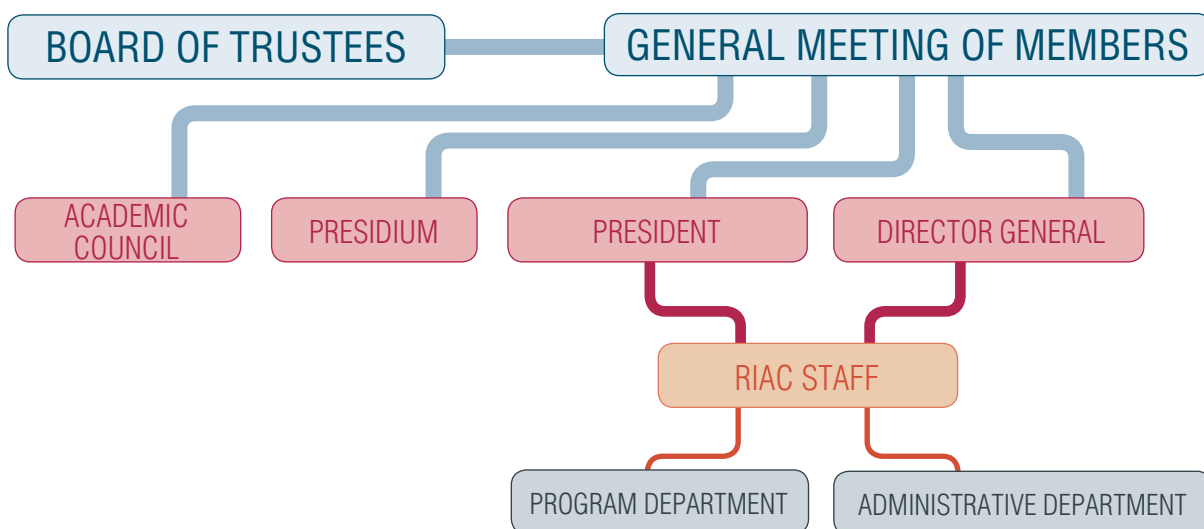 BOARD OF TRUSTEES
GENERAL MEETING OF MEMBERS
ACADEMIC
COUNCIL
PRESIDIUM
PRESIDENT
DIRECTOR GENERAL
RIAC STAFF
PROGRAM DEPARTMENT
ADMINISTRATIVE DEPARTMENT